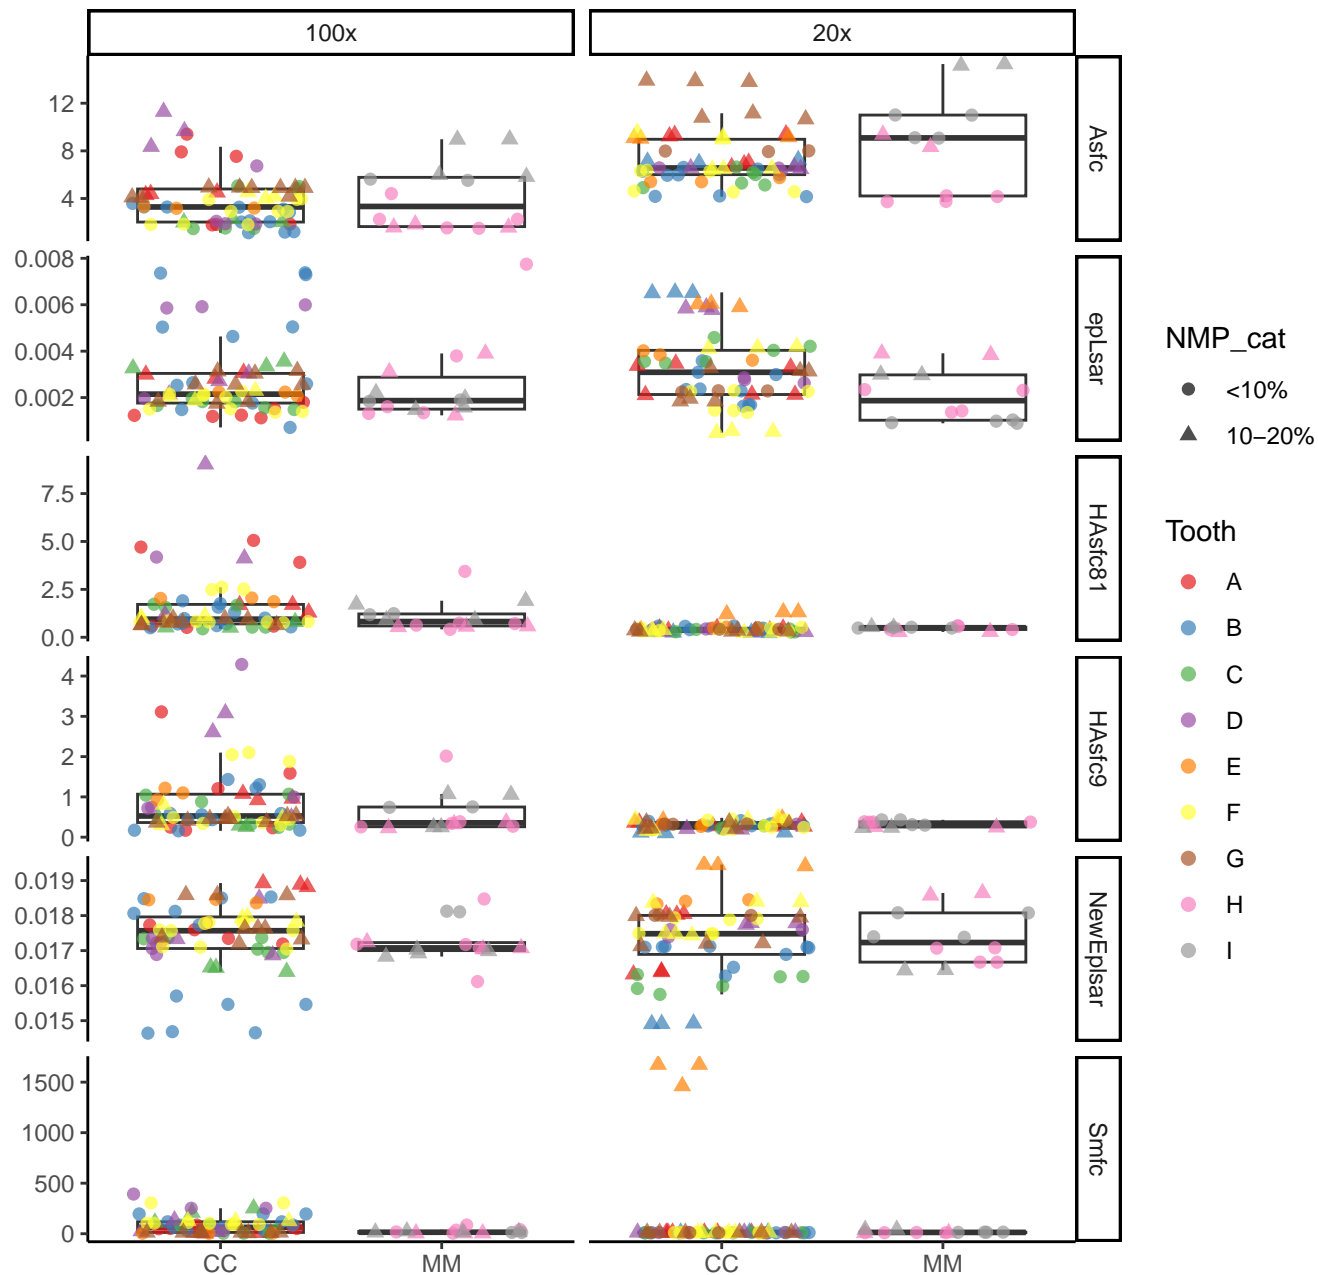 100x 20x
12
8
4
Asfc
0.008
0.006
0.004
0.002
epLsar
7.5
5.0
2.5
0.0
HAsfc81
4
3
2
1
0
HAsfc9
0.019
0.018
0.017
0.016
0.015
NewEplsar
1500
1000
500
0
Smfc
CC MM CC MM
NMP_cat
<10%
10–20%
Tooth
A
B
C
D
E
F
G
H
I